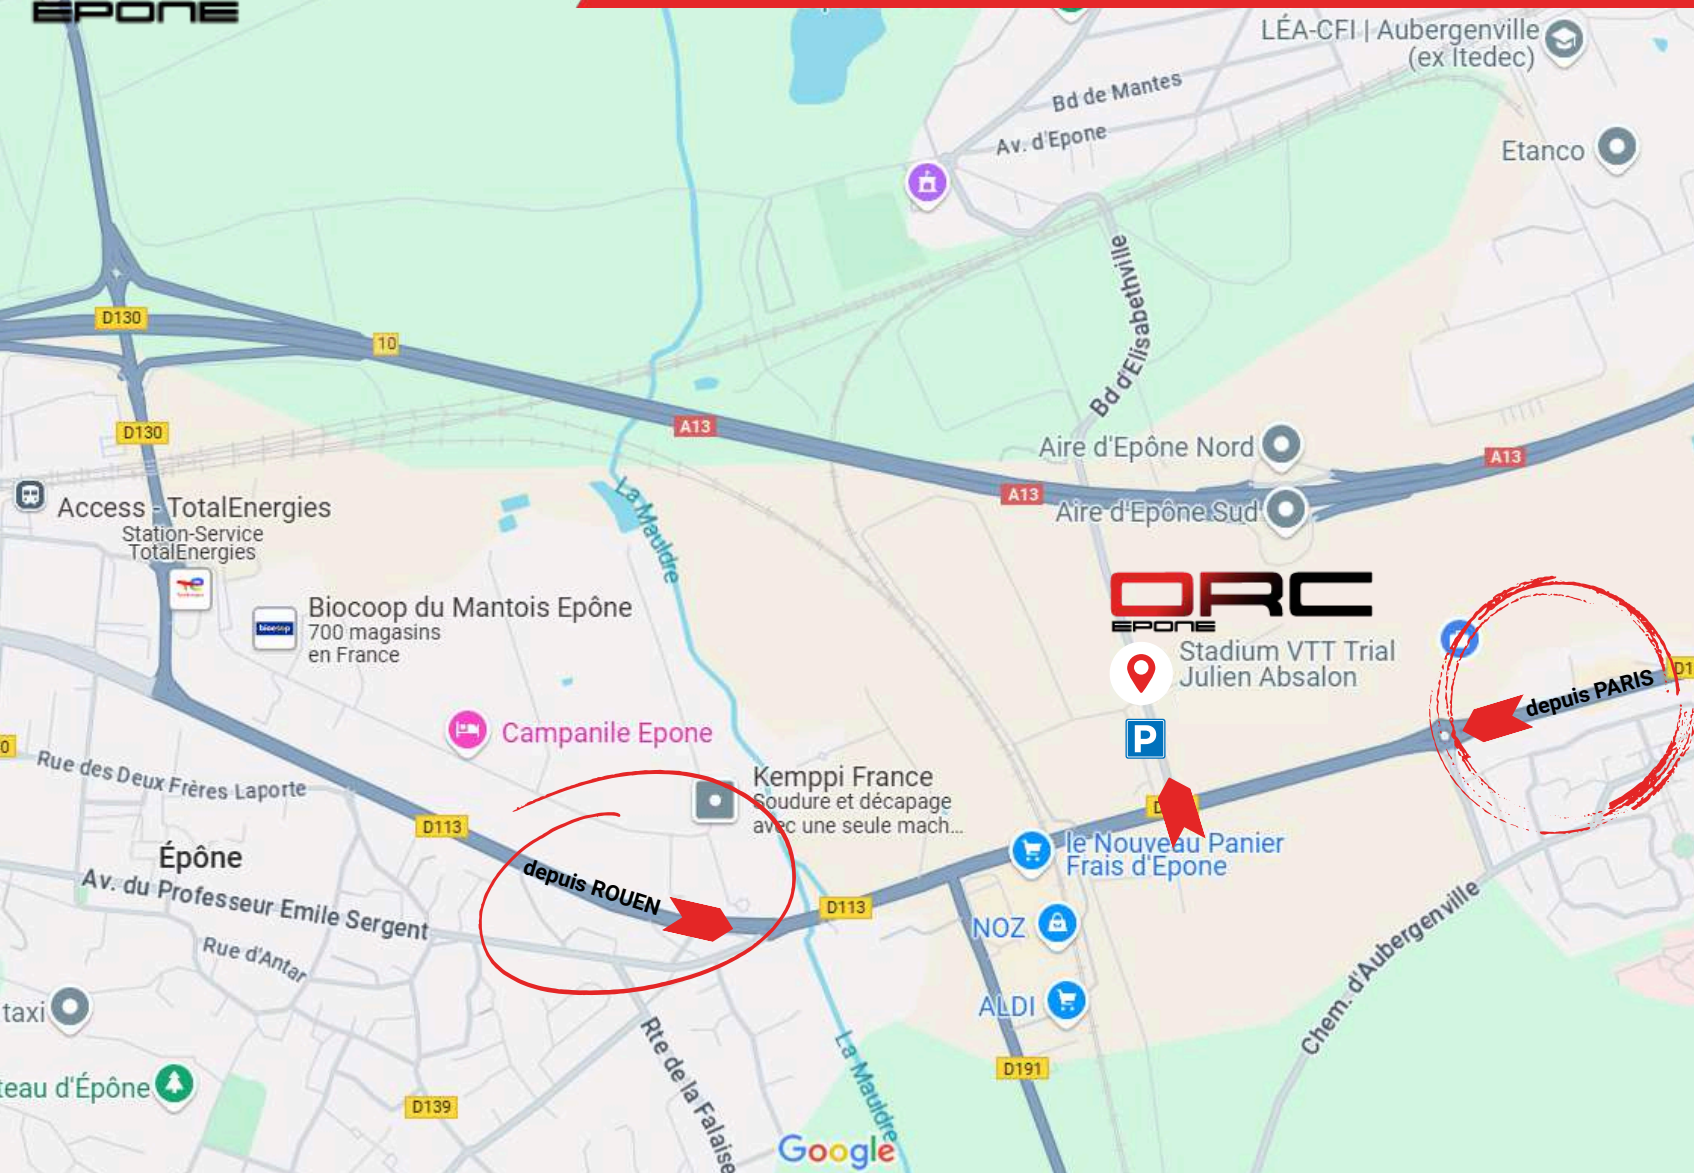 EPONE
LÉA-CFI | Aubergenville
(ex Itedec)
Bd de Mantes
Av. d'Epone
Etanco
Bd d'Elisabethville
D130
10
A13
D130
Aire d'Epône Nord
A13
A13
Aire d'Epône Sud
Access - TotalEnergies
Station-Service
TotalEnergies
La Mauldre
biocoop
Biocoop du Mantois Epône
700 magasins
en France
ORC
EPONE
Stadium VTT Trial
Julien Absalon
P
D1
depuis PARIS
Campanile Epone
0
Rue des Deux Frères Laporte
Kemppi France
Soudure et décapage
avec une seule mach...
D113
Épône
le Nouveau Panier
Frais d'Epone
depuis ROUEN
Av. du Professeur Emile Sergent
D113
Rue d'Antar
NOZ
ALDI
Chem. d'Aubergenville
taxi
Rte de la Falaise
La Mauldre
D191
teau d'Épône
D139
Google